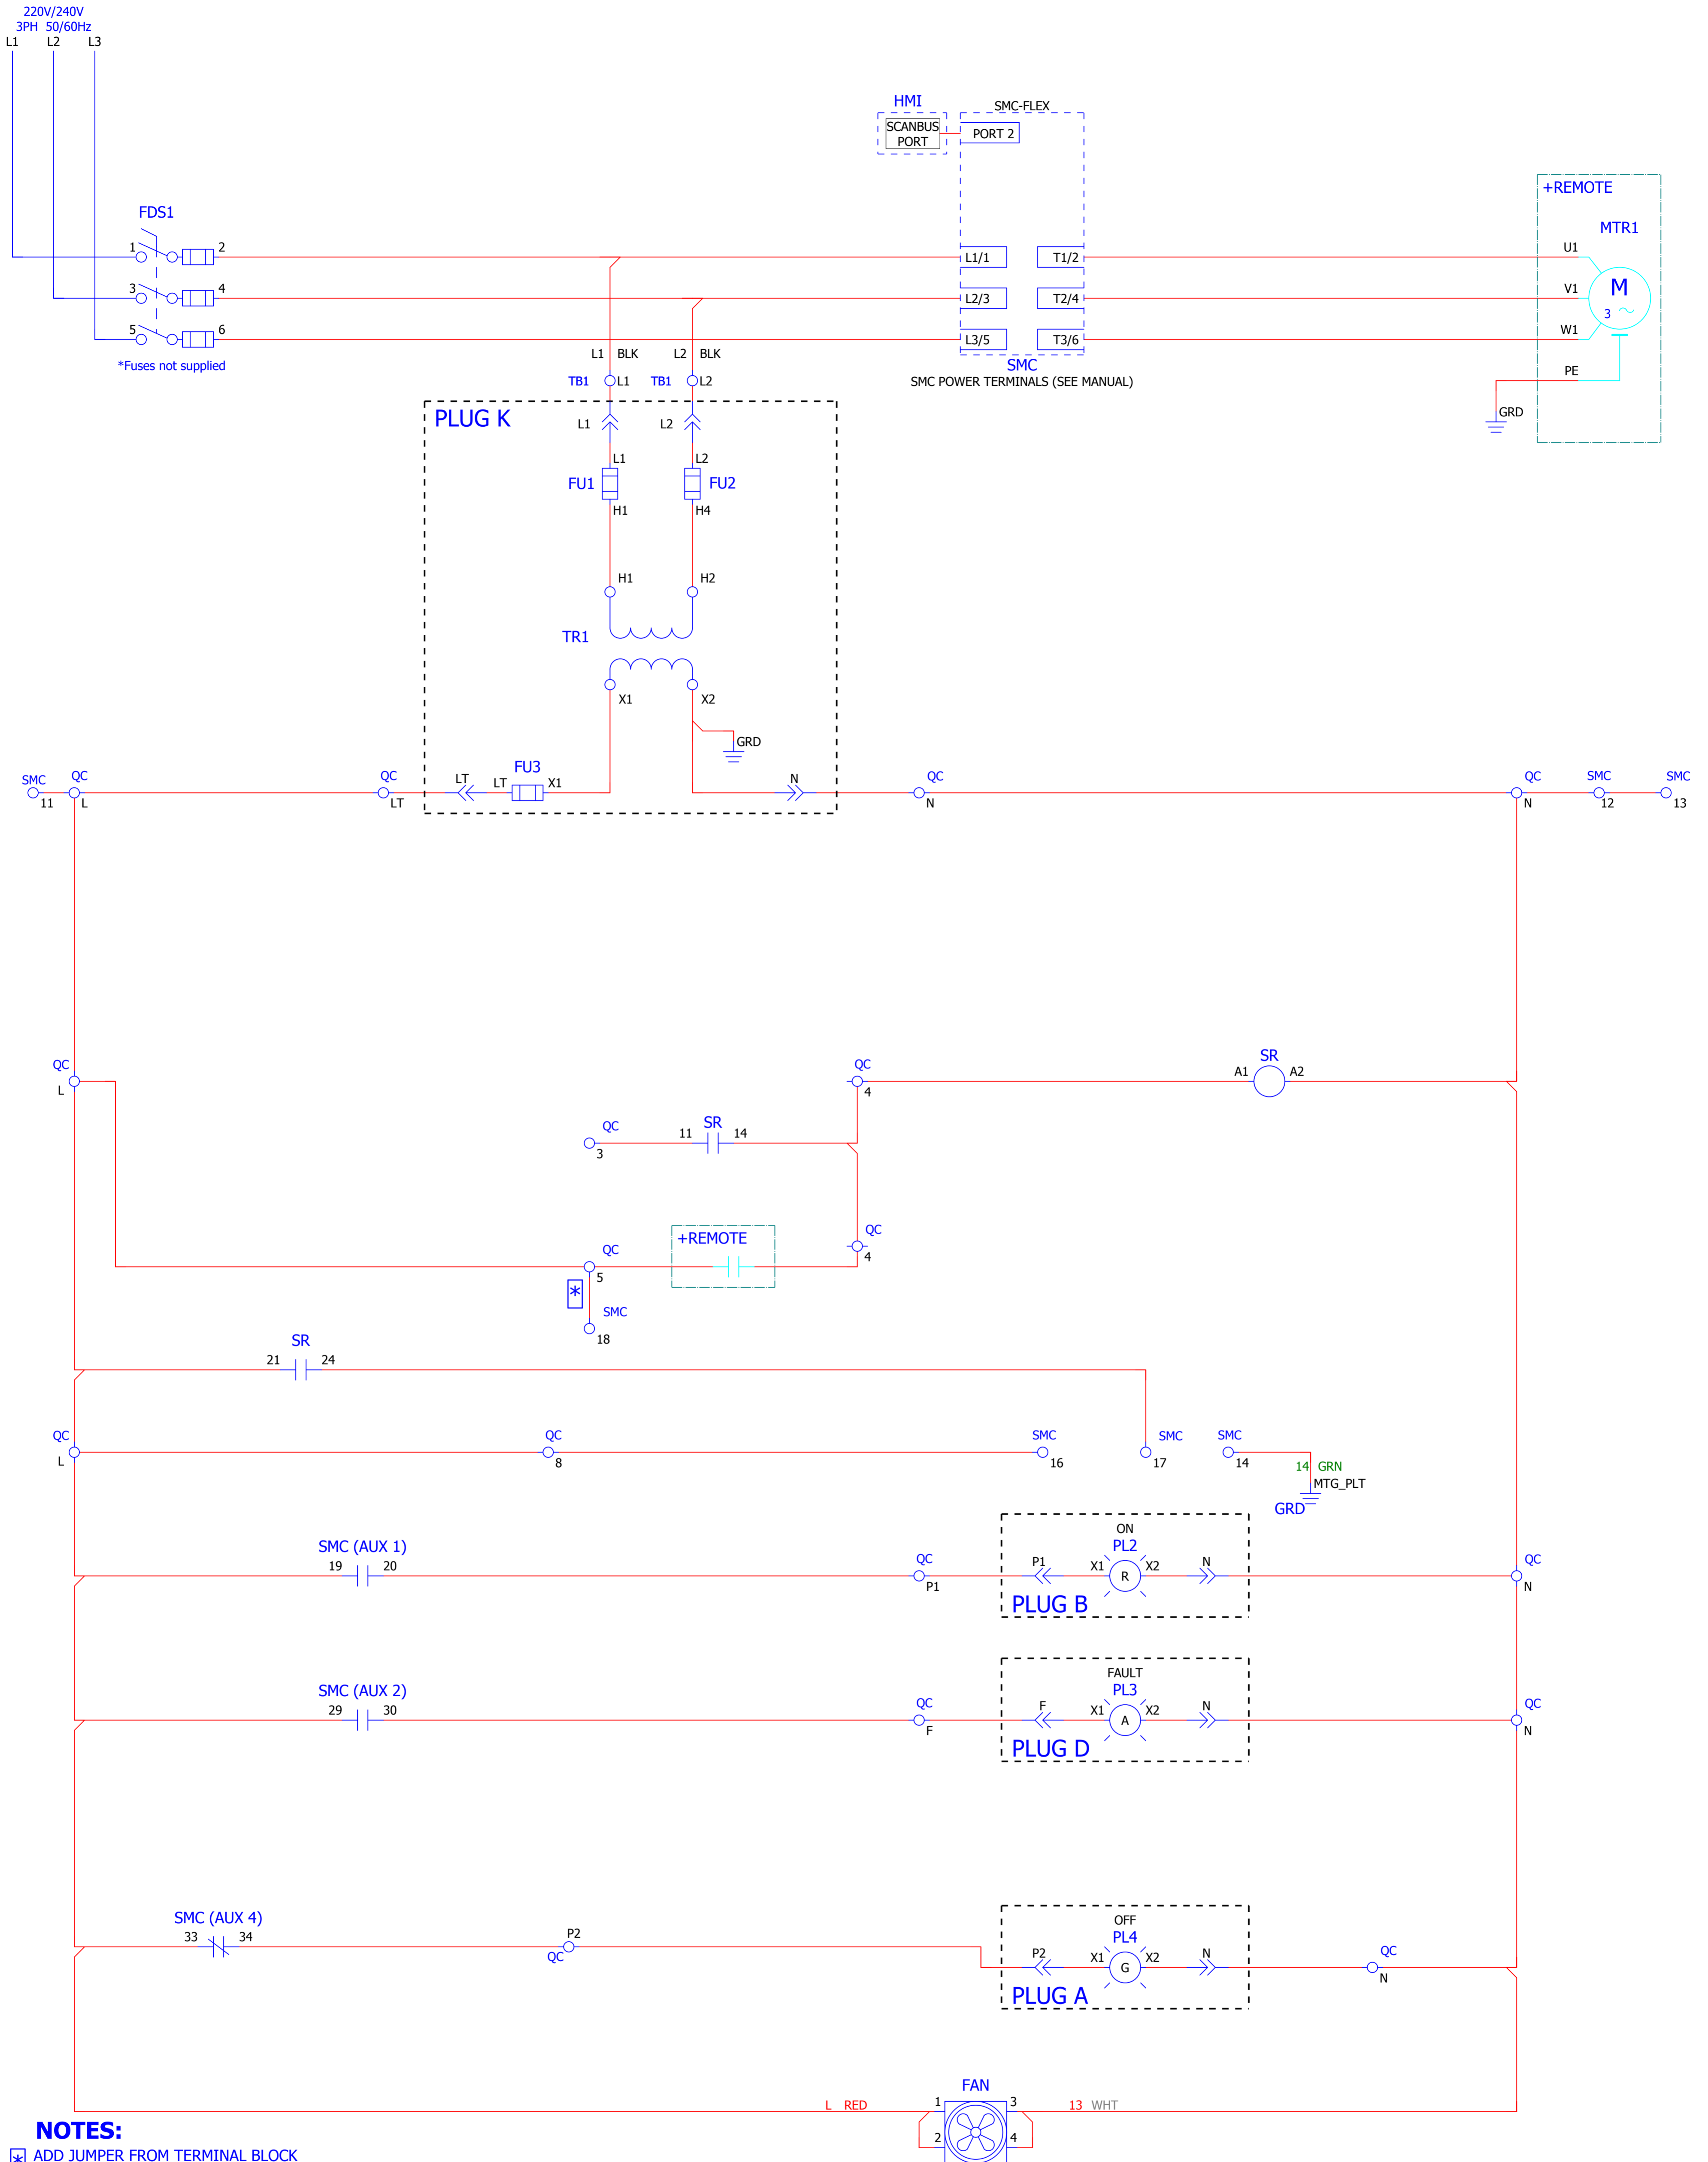 220V/240V
3PH 50/60Hz
L1 L2 L3
HMI
SCANBUS
PORT
SMC-FLEX
PORT 2
+REMOTE
MTR1
FDS1
1 2
3 4
5 6
*Fuses not supplied
L1/1 T1/2
L2/3 T2/4
L3/5 T3/6
SMC
SMC POWER TERMINALS (SEE MANUAL)
U1
V1
W1
PE
M
3
GRD
L1 BLK L2 BLK
TB1 L1 TB1 L2
PLUG K
L1 L2
L1 L2
FU1 FU2
H1 H4
H1 H2
TR1
X1 X2
GRD
SMC QC QC LT LT FU3 X1 N QC QC SMC SMC
11 L LT N N 12 13
QC QC SR
L 4 A1 A2
QC SR
3 11 14
+REMOTE
QC QC
5 4
*
SMC
18
SR
21 24
QC QC SMC SMC SMC
L 8 16 17 14
14 GRN
MTG_PLT
GRD
SMC (AUX 1)
19 20
QC
P1
ON
PL2
P1 X1 R X2 N
PLUG B
QC
N
SMC (AUX 2)
29 30
QC
F
FAULT
PL3
F X1 A X2 N
PLUG D
QC
N
SMC (AUX 4)
33 34
P2
QC
OFF
PL4
P2 X1 G X2 N
PLUG A
QC
N
FAN
L RED 1 3 13 WHT
2 4
NOTES:
* ADD JUMPER FROM TERMINAL BLOCK